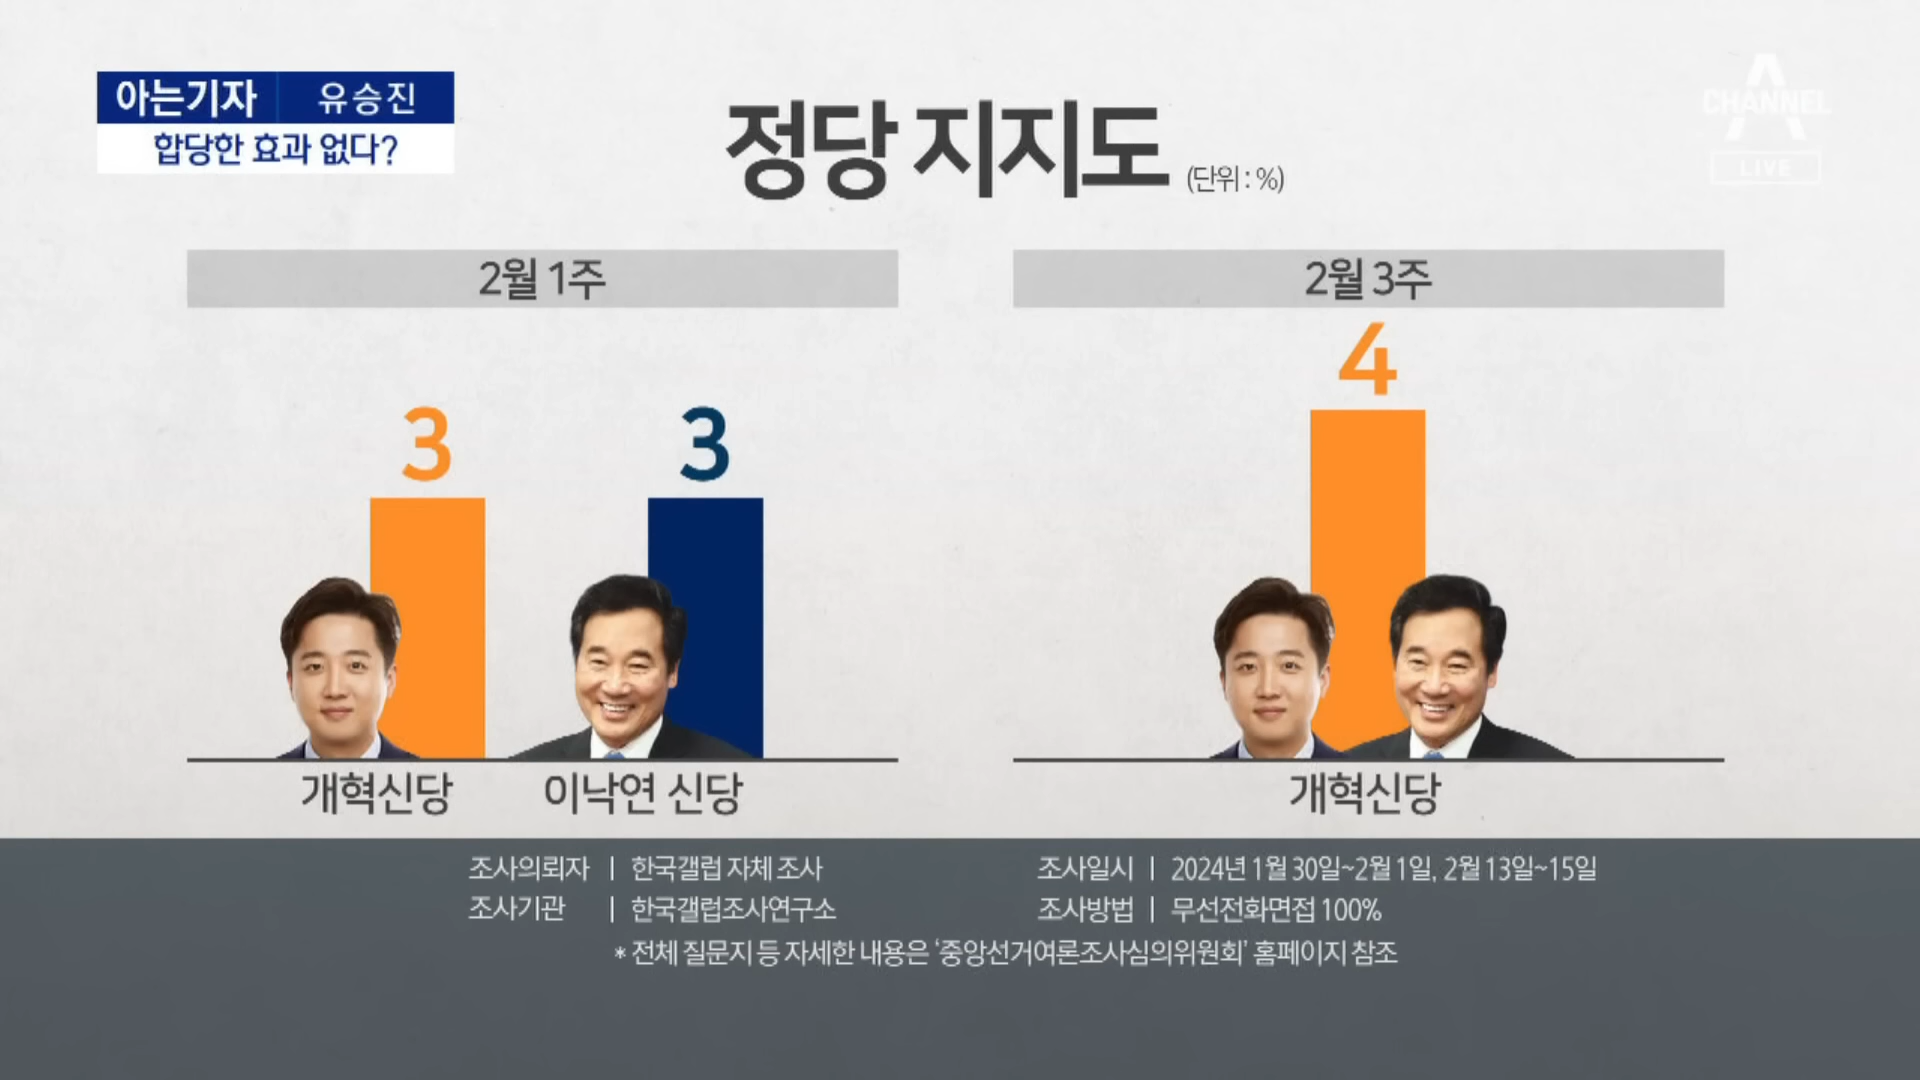 아는기자 유승진
합당한 효과 없다?
정당 지지도 (단위 : %)
CHANNEL A
LIVE
2월 1주
3
3
개혁신당
이낙연 신당
2월 3주
4
개혁신당
조사의뢰자 | 한국갤럽 자체 조사
조사기관 | 한국갤럽조사연구소
조사일시 | 2024년 1월 30일~2월 1일, 2월 13일~15일
조사방법 | 무선전화면접 100%
* 전체 질문지 등 자세한 내용은 ‘중앙선거여론조사심의위원회’ 홈페이지 참조